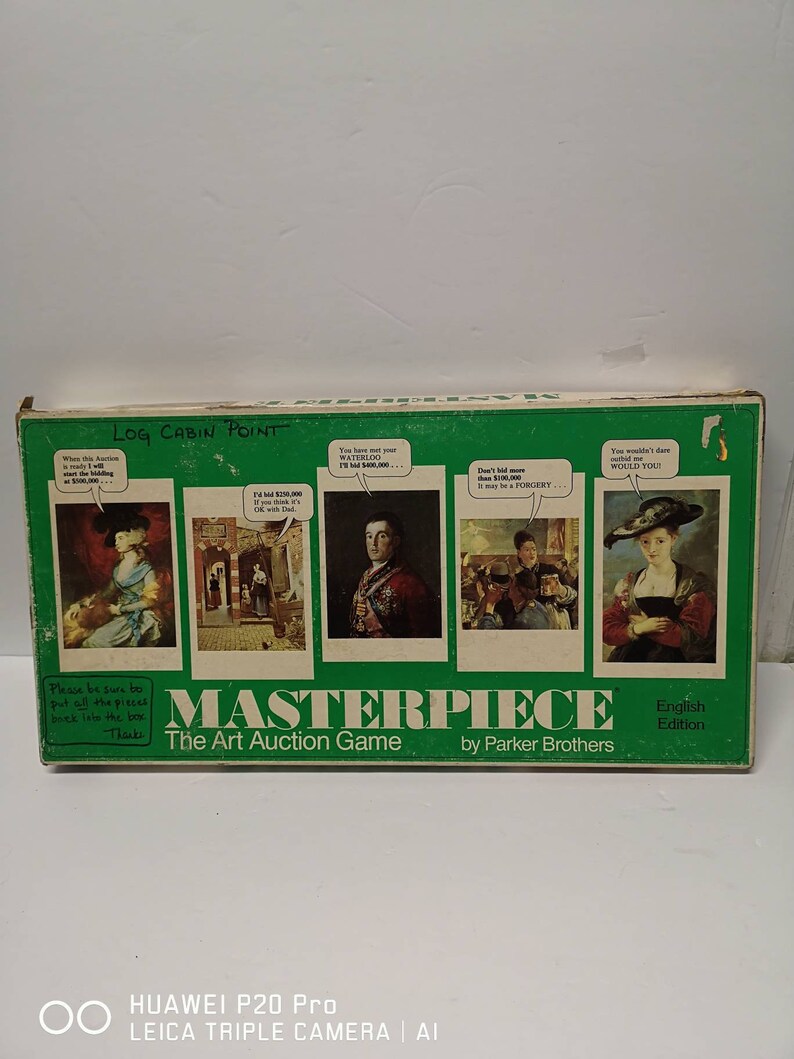 MASTERPIECE
LOG CABIN POINT
When this Auction
is ready I will
start the bidding
at $500,000 . . .
I'd bid $250,000
If you think it's
OK with Dad.
You have met your
WATERLOO
I'll bid $400,000 . . .
Don't bid more
than $100,000
It may be a FORGERY . . .
You wouldn't dare
outbid me
WOULD YOU!
Please be sure to
put all the pieces
back into the box.
Thanks
MASTERPIECE®
The Art Auction Game
by Parker Brothers
English
Edition
HUAWEI P20 Pro
LEICA TRIPLE CAMERA | AI